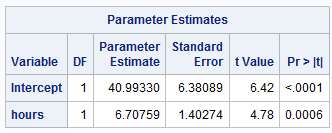 Parameter Estimates
Variable DF Parameter Estimate Standard Error t Value Pr > |t|
Intercept 1 40.99330 6.38089 6.42 <.0001
hours 1 6.70759 1.40274 4.78 0.0006